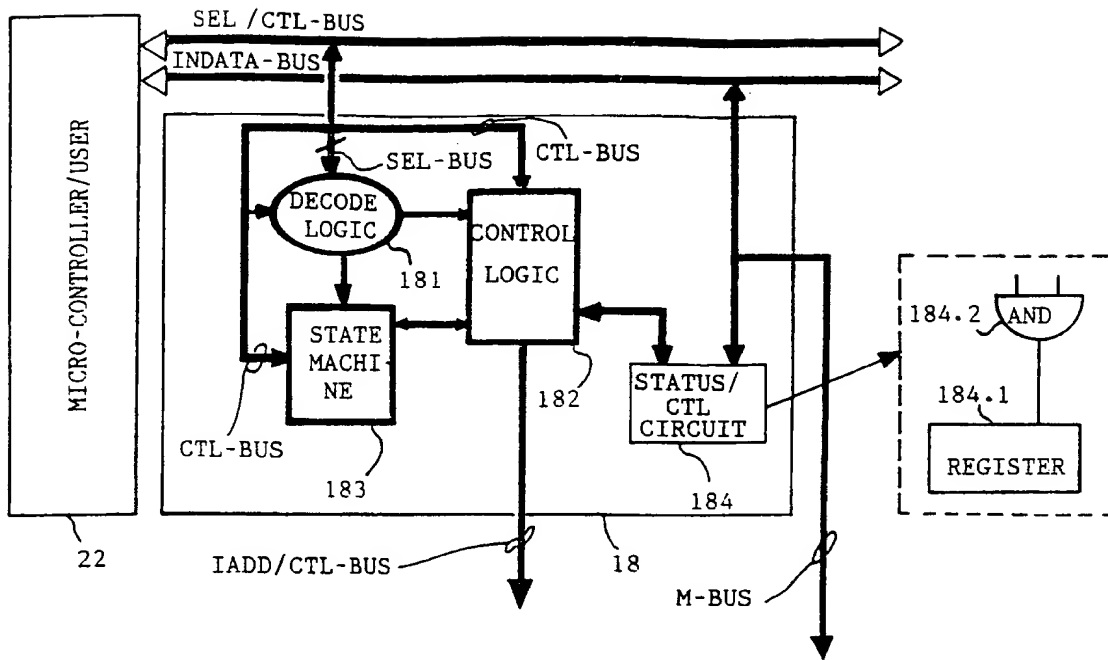 SEL /CTL-BUS
INDATA-BUS
MICRO-CONTROLLER/USER
CTL-BUS
SEL-BUS
DECODE
LOGIC
181
CONTROL
LOGIC
182
STATE
MACHI-
NE
183
CTL-BUS
STATUS/
CTL
CIRCUIT
184
184.2
AND
184.1
REGISTER
22
IADD/CTL-BUS
18
M-BUS